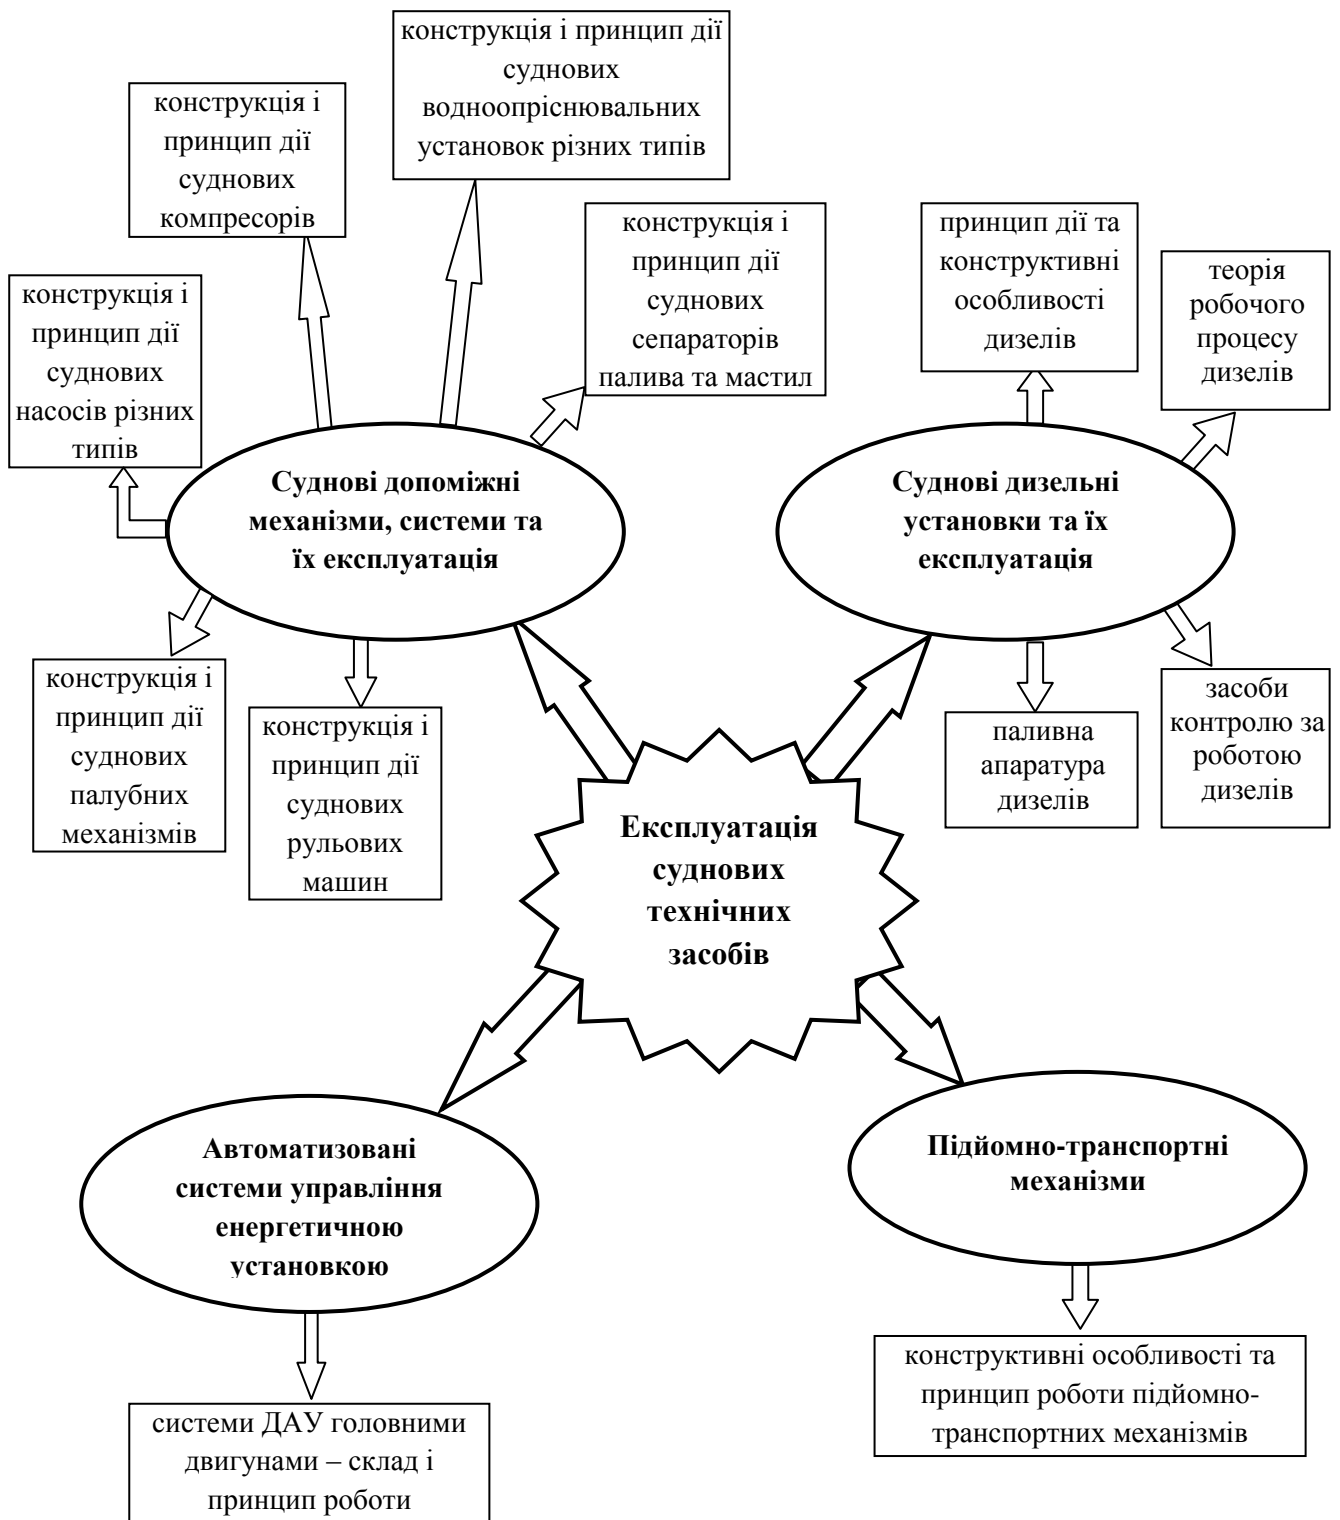 конструкція і принцип дії
суднових
водноопріснювальних
установок різних типів
конструкція і
принцип дії
суднових
компресорів
конструкція і
принцип дії
суднових
сепараторів
палива та мастил
принцип дії та
конструктивні
особливості
дизелів
теорія
робочого
процесу
дизелів
конструкція і
принцип дії
суднових
насосів різних
типів
Суднові допоміжні
механізми, системи та
їх експлуатація
Суднові дизельні
установки та їх
експлуатація
конструкція і
принцип дії
суднових
палубних
механізмів
конструкція і
принцип дії
суднових
рульових
машин
паливна
апаратура
дизелів
засоби
контролю за
роботою
дизелів
Експлуатація
суднових
технічних
засобів
Автоматизовані
системи управління
енергетичною
установкою
Підйомно-транспортні
механізми
системи ДАУ головними
двигунами – склад і
принцип роботи
конструктивні особливості та
принцип роботи підйомно-
транспортних механізмів